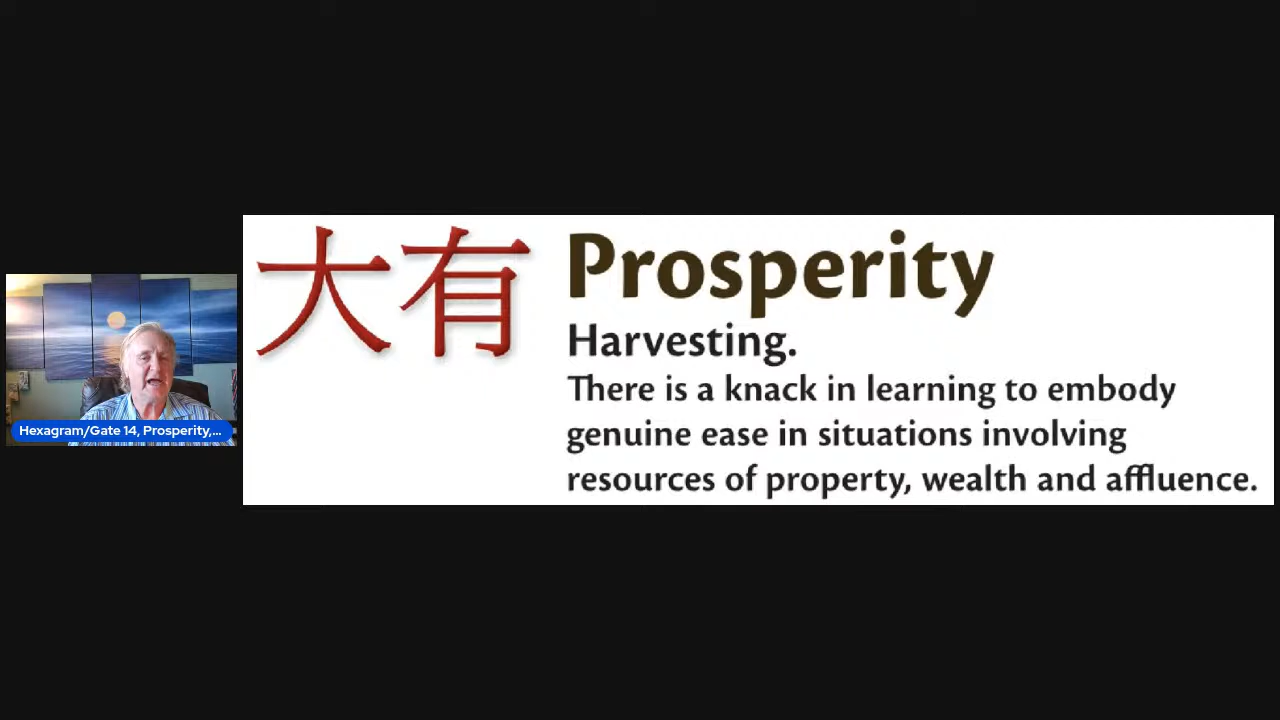 大有
Prosperity
Harvesting.
There is a knack in learning to embody
genuine ease in situations involving
resources of property, wealth and affluence.
Hexagram/Gate 14, Prosperity,...